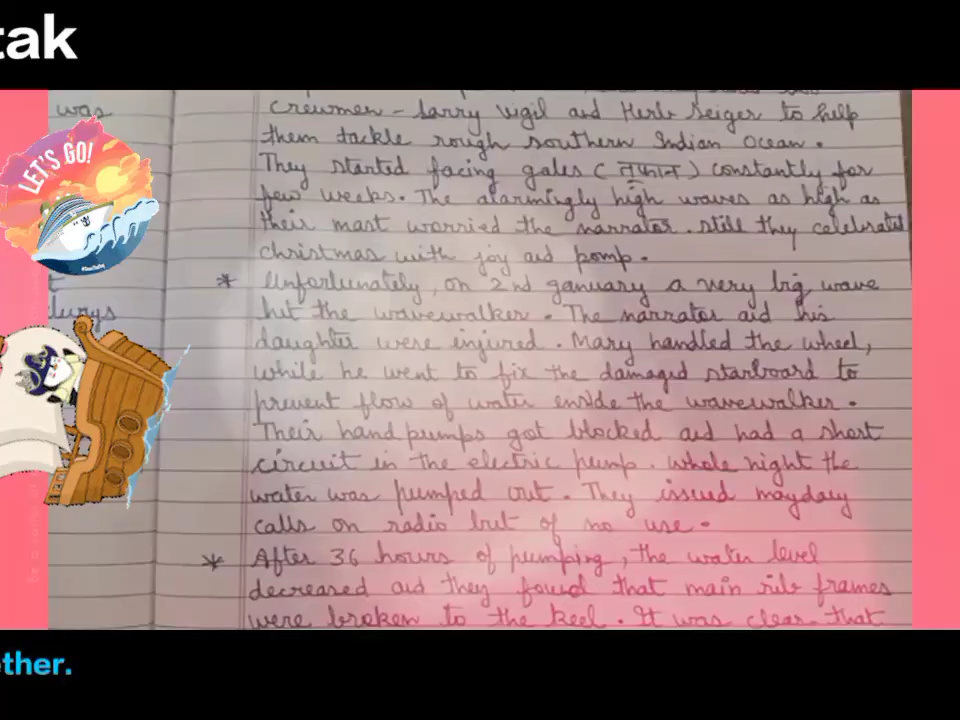 tak
was
crewmen - Larry Vigil and Herb Seiger to help
them tackle rough southern Indian Ocean.
They started facing gales (तूफान) constantly for
few weeks. The alarmingly high waves as high as
their mast worried the narrator. still they celebrated
christmas with joy and pomp.
* Unfortunately, on 2nd ganuary a very big wave
hit the wavewalker. The narrator aid his
daughter were injured. Mary handled the wheel,
while he went to fix the damaged starboard to
prevent flow of water enside the wavewalker.
Their hand pumps got blocked aid had a short
circuit in the electric pump. Whole night the
water was pumped out. They issued mayday
calls on radio but of no use.
* After 36 hours of pumping, the water level
decreased aid they found that main rib frames
were broken to the keel. It was clear that
LET'S GO!
ether.